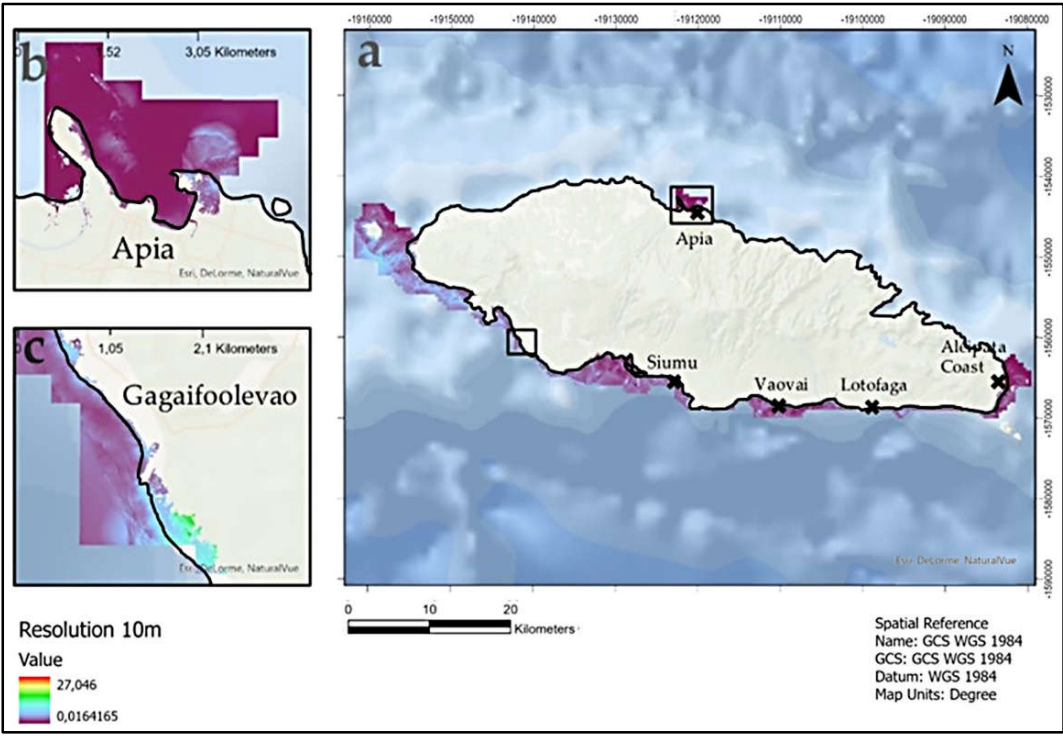 b
,52
3,05 Kilometers
Apia
Esri, DeLorme, NaturalVue
c
1,05
2,1 Kilometers
Gagaifoolevao
Esri, DeLorme, NaturalVue
Resolution 10m
Value
27,046
0,0164165
-19160000 -19150000 -19140000 -19130000 -19120000 -19110000 -19100000 -19090000 -19080000
a
N
-1530000
-1540000
-1550000
-1560000
-1570000
-1580000
-1590000
Apia
Siumu
Vaovai
Lotofaga
Aleipata
Coast
Esri, DeLorme, NaturalVue
0 10 20
Kilometers
Spatial Reference
Name: GCS WGS 1984
GCS: GCS WGS 1984
Datum: WGS 1984
Map Units: Degree